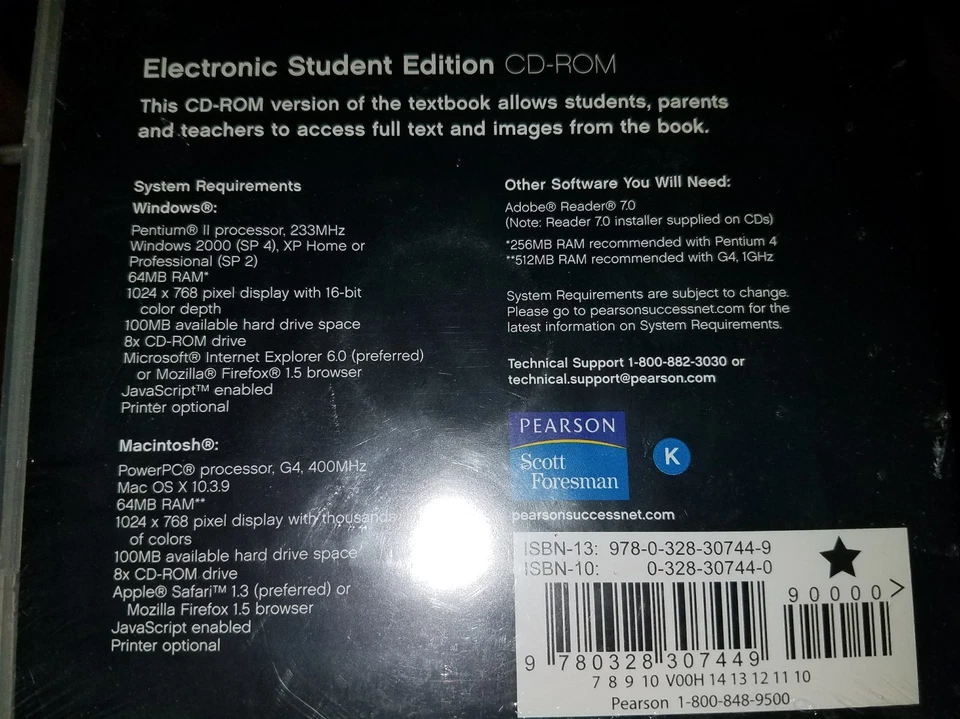 Electronic Student Edition CD-ROM
This CD-ROM version of the textbook allows students, parents
and teachers to access full text and images from the book.
System Requirements
Windows®:
Pentium® II processor, 233MHz
Windows 2000 (SP 4), XP Home or
Professional (SP 2)
64MB RAM*
1024 x 768 pixel display with 16-bit
color depth
100MB available hard drive space
8x CD-ROM drive
Microsoft® Internet Explorer 6.0 (preferred)
or Mozilla® Firefox® 1.5 browser
JavaScript™ enabled
Printer optional
Macintosh®:
PowerPC® processor, G4, 400MHz
Mac OS X 10.3.9
64MB RAM**
1024 x 768 pixel display with thousands
of colors
100MB available hard drive space
8x CD-ROM drive
Apple® Safari™ 1.3 (preferred) or
Mozilla Firefox 1.5 browser
JavaScript enabled
Printer optional
Other Software You Will Need:
Adobe® Reader® 7.0
(Note: Reader 7.0 installer supplied on CDs)
*256MB RAM recommended with Pentium 4
**512MB RAM recommended with G4, 1GHz
System Requirements are subject to change.
Please go to pearsonsuccessnet.com for the
latest information on System Requirements.
Technical Support 1-800-882-3030 or
technical.support@pearson.com
PEARSON
Scott
Foresman
K
pearsonsuccessnet.com
ISBN-13: 978-0-328-30744-9
ISBN-10: 0-328-30744-0
90000>
9 780328 307449
7 8 9 10 V00H 14 13 12 11 10
Pearson 1-800-848-9500